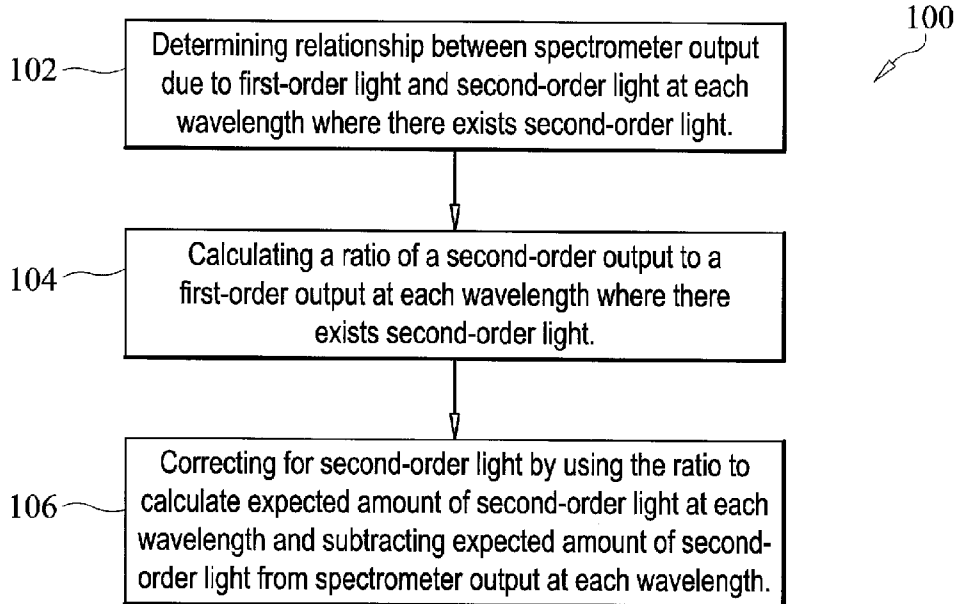 100
102
Determining relationship between spectrometer output
due to first-order light and second-order light at each
wavelength where there exists second-order light.
104
Calculating a ratio of a second-order output to a
first-order output at each wavelength where there
exists second-order light.
106
Correcting for second-order light by using the ratio to
calculate expected amount of second-order light at each
wavelength and subtracting expected amount of second-
order light from spectrometer output at each wavelength.